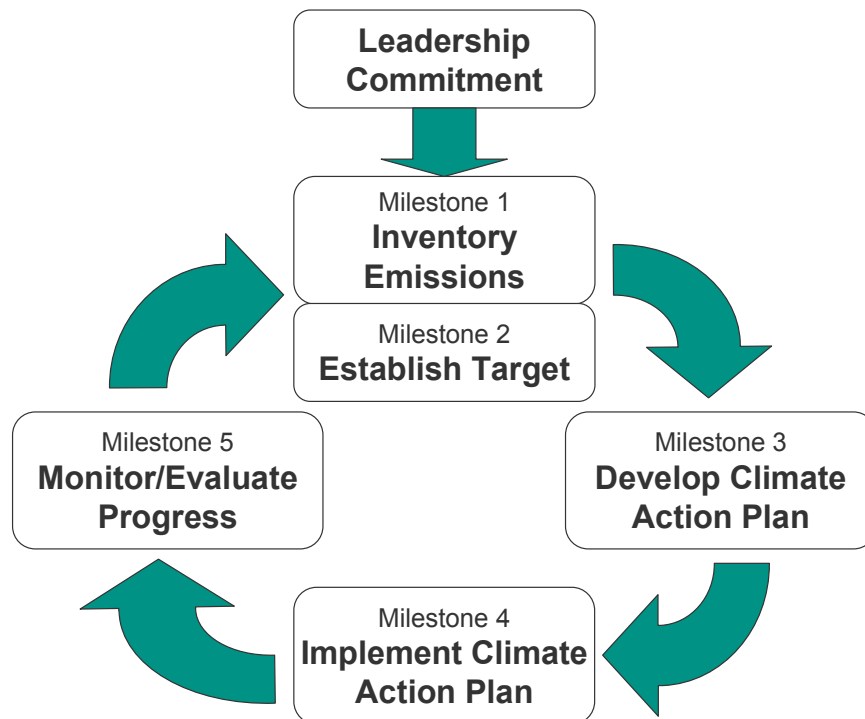 Leadership
Commitment
Milestone 1
Inventory
Emissions
Milestone 2
Establish Target
Milestone 3
Develop Climate
Action Plan
Milestone 4
Implement Climate
Action Plan
Milestone 5
Monitor/Evaluate
Progress